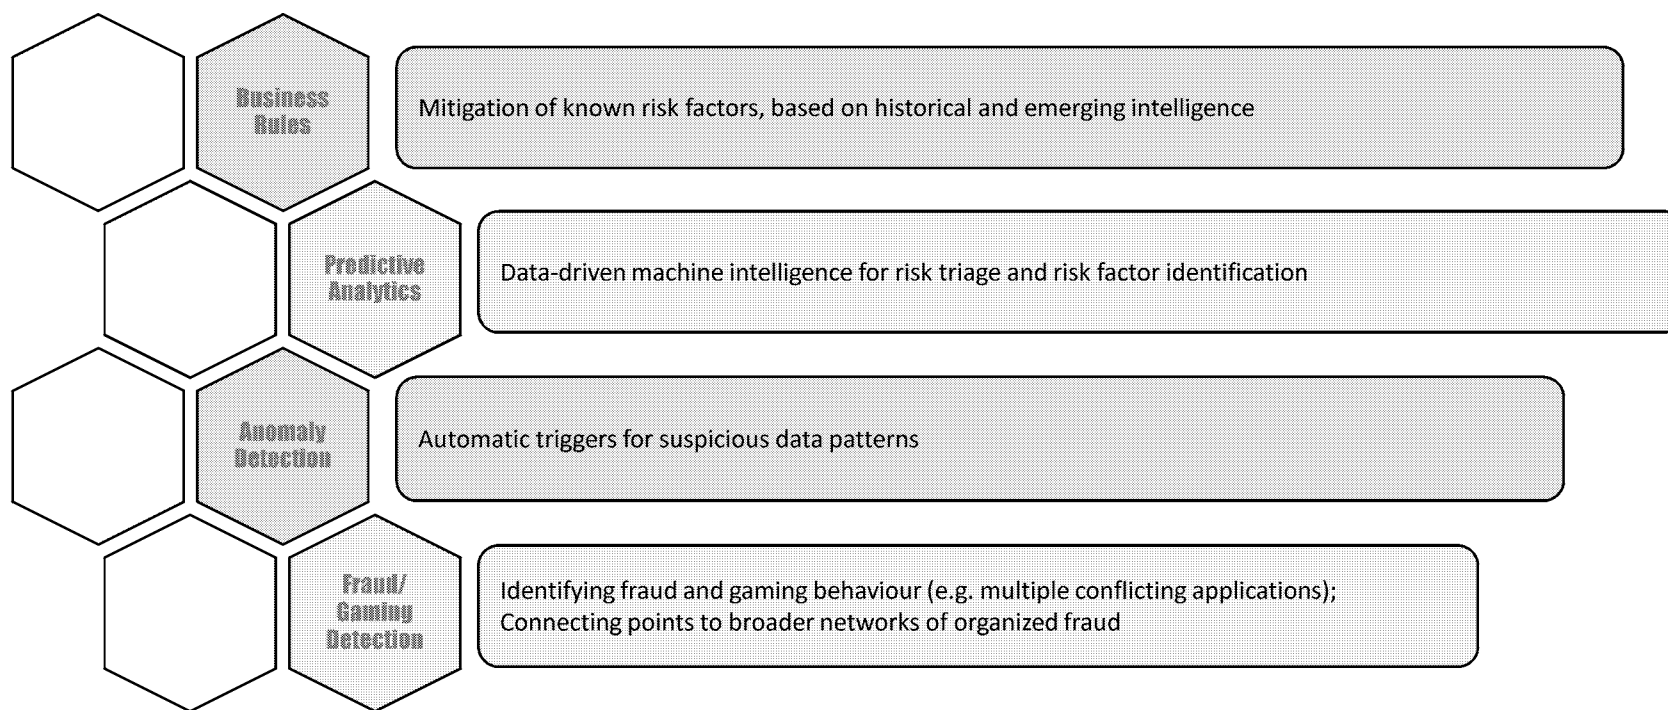 Business
Rules
Mitigation of known risk factors, based on historical and emerging intelligence
Predictive
Analytics
Data-driven machine intelligence for risk triage and risk factor identification
Anomaly
Detection
Automatic triggers for suspicious data patterns
Fraud/
Gaming
Detection
Identifying fraud and gaming behaviour (e.g. multiple conflicting applications);
Connecting points to broader networks of organized fraud